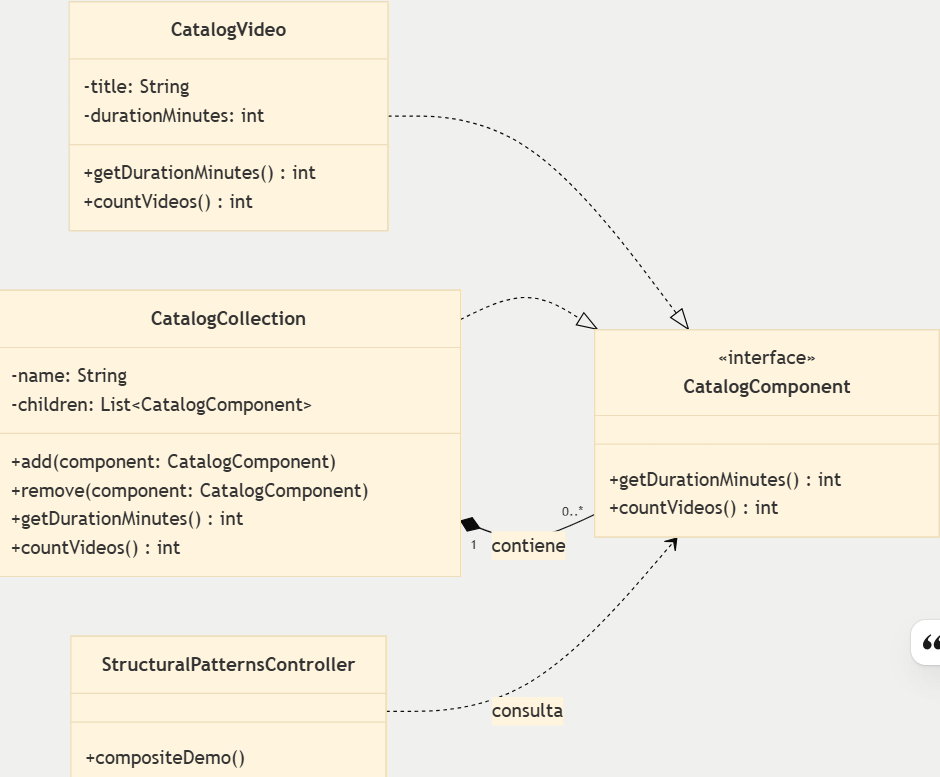 CatalogVideo
-title: String
-durationMinutes: int
+getDurationMinutes() : int
+countVideos() : int
CatalogCollection
-name: String
-children: List<CatalogComponent>
+add(component: CatalogComponent)
+remove(component: CatalogComponent)
+getDurationMinutes() : int
+countVideos() : int
«interface»
CatalogComponent
+getDurationMinutes() : int
+countVideos() : int
1
contiene
0..*
StructuralPatternsController
+compositeDemo()
consulta